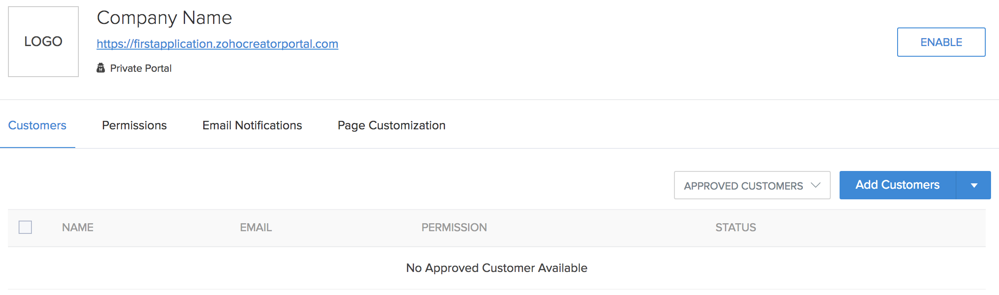 LOGO
Company Name
https://firstapplication.zohocreatorportal.com
Private Portal
ENABLE
Customers Permissions Email Notifications Page Customization
APPROVED CUSTOMERS Add Customers
NAME EMAIL PERMISSION STATUS
No Approved Customer Available